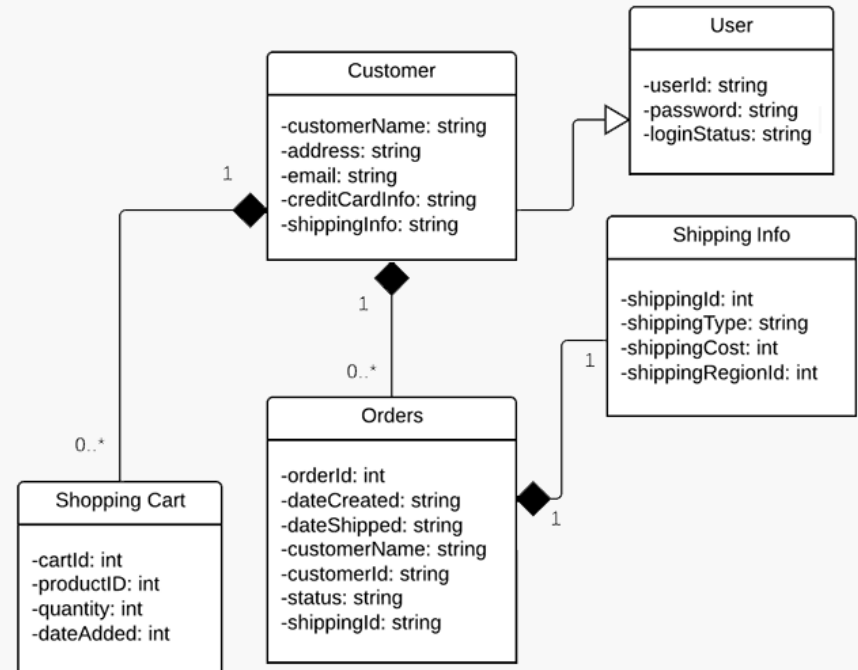 User
-userId: string
-password: string
-loginStatus: string
Customer
-customerName: string
-address: string
-email: string
-creditCardInfo: string
-shippingInfo: string
1
1
0..*
0..*
Shipping Info
-shippingId: int
-shippingType: string
-shippingCost: int
-shippingRegionId: int
1
1
Orders
-orderId: int
-dateCreated: string
-dateShipped: string
-customerName: string
-customerId: string
-status: string
-shippingId: string
Shopping Cart
-cartId: int
-productID: int
-quantity: int
-dateAdded: int